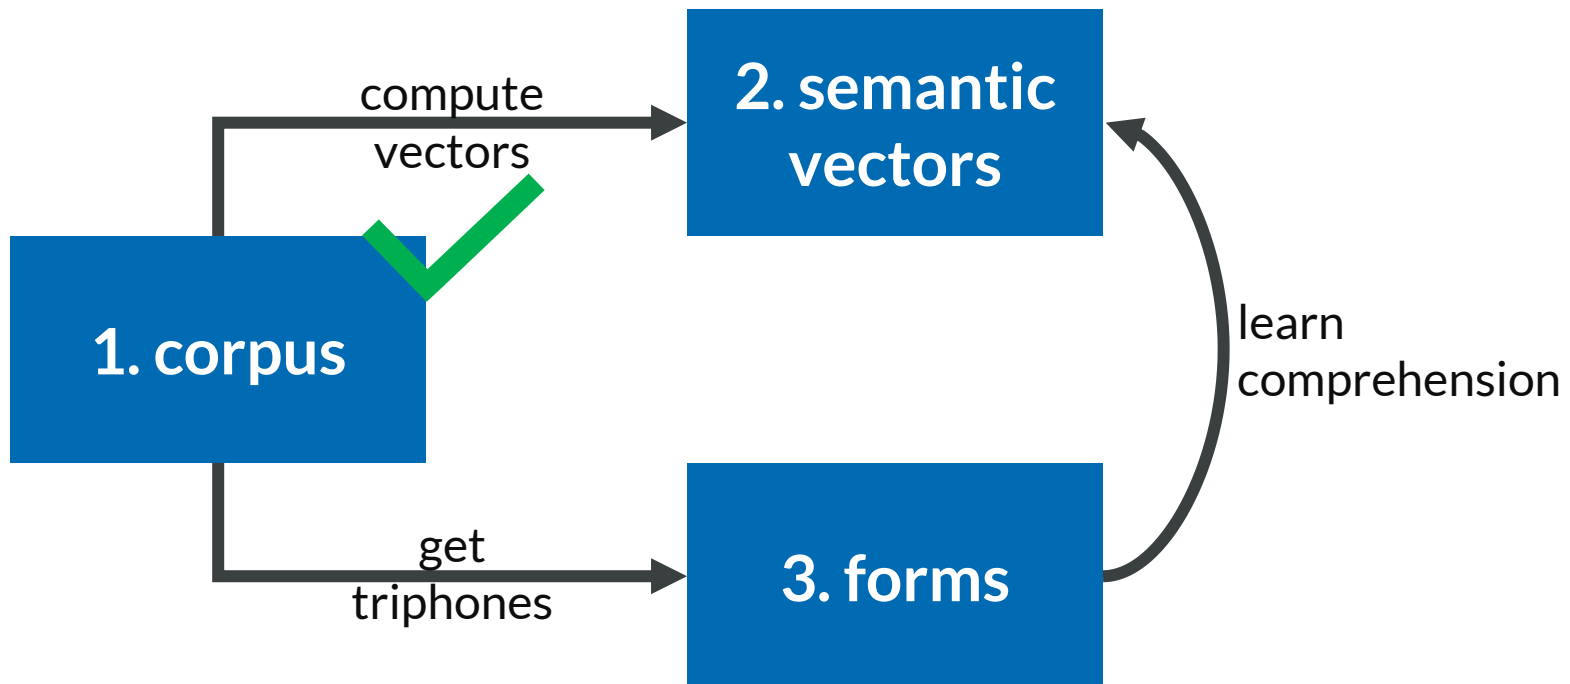 compute
vectors
2. semantic
vectors
1. corpus
learn
comprehension
get
triphones
3. forms